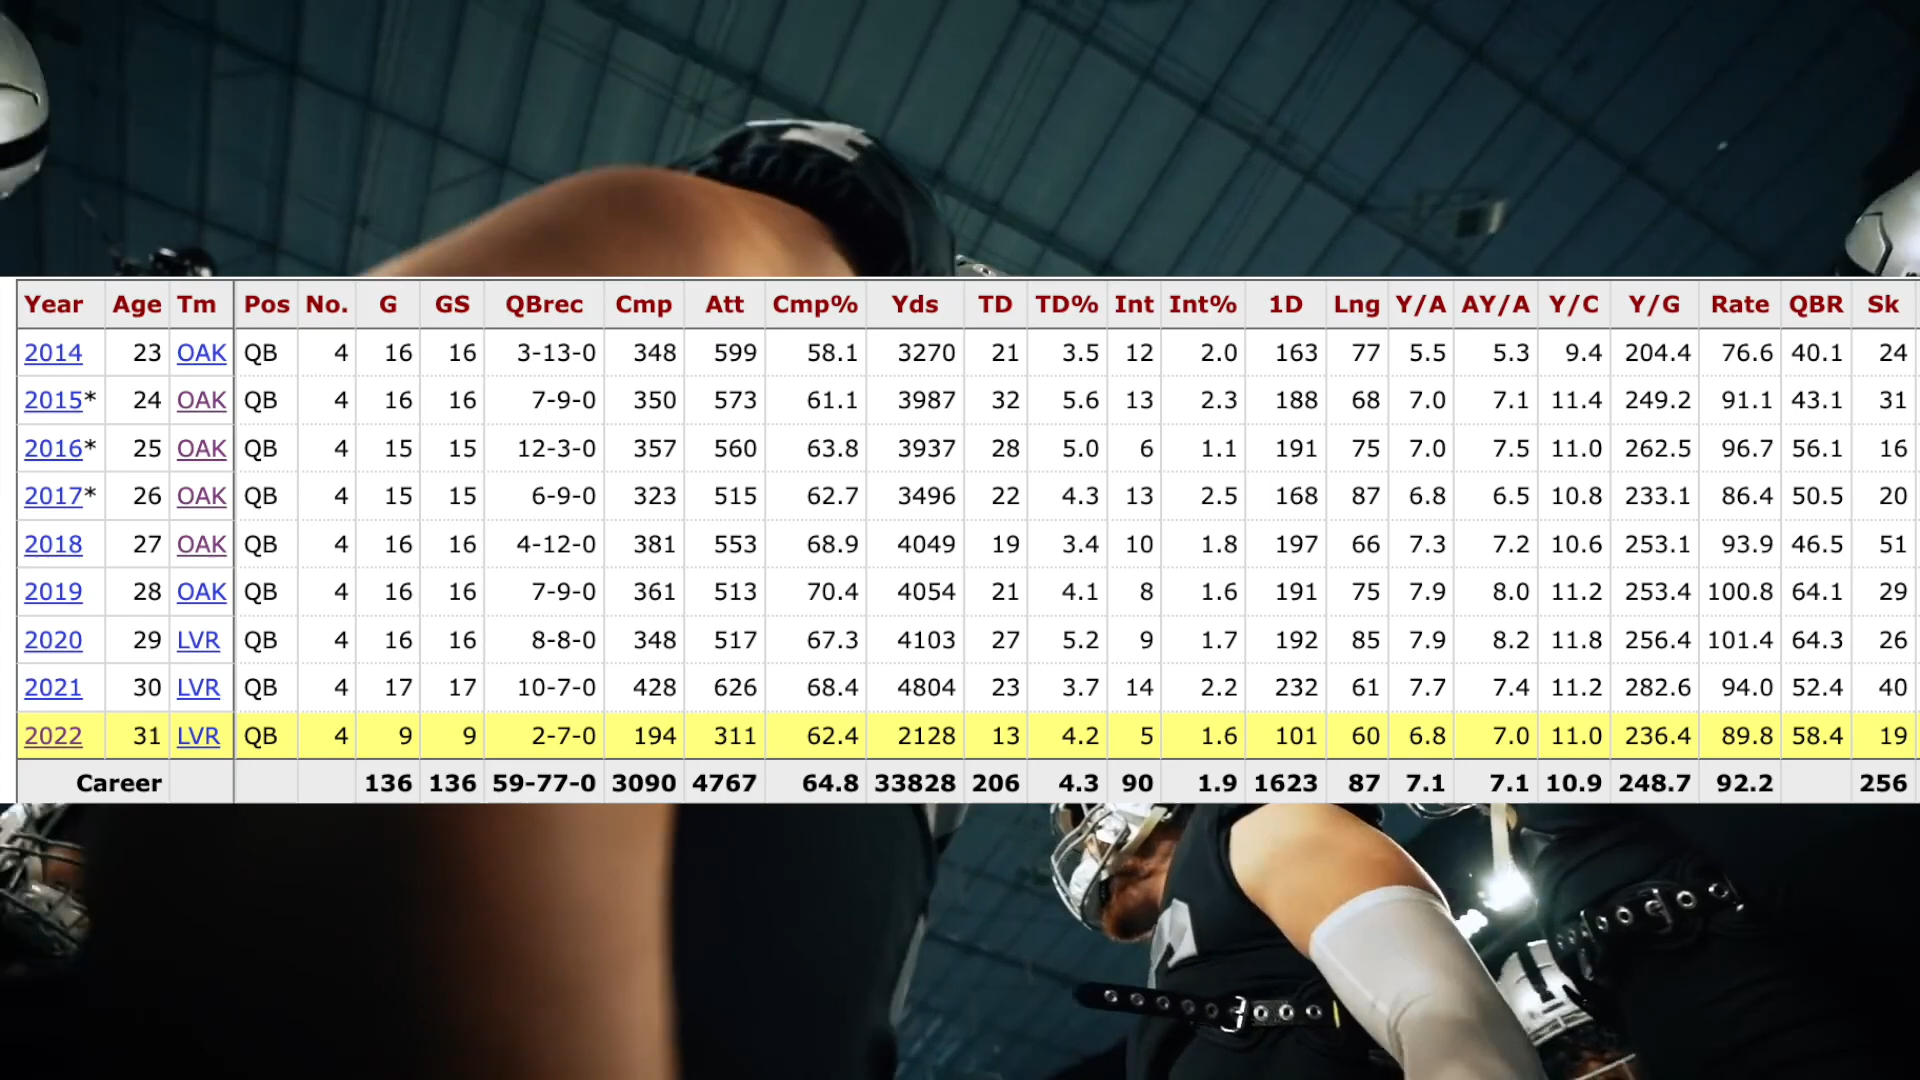 Year Age Tm Pos No. G GS QBrec Cmp Att Cmp% Yds TD TD% Int Int% 1D Lng Y/A AY/A Y/C Y/G Rate QBR Sk
2014 23 OAK QB 4 16 16 3-13-0 348 599 58.1 3270 21 3.5 12 2.0 163 77 5.5 5.3 9.4 204.4 76.6 40.1 24
2015* 24 OAK QB 4 16 16 7-9-0 350 573 61.1 3987 32 5.6 13 2.3 188 68 7.0 7.1 11.4 249.2 91.1 43.1 31
2016* 25 OAK QB 4 15 15 12-3-0 357 560 63.8 3937 28 5.0 6 1.1 191 75 7.0 7.5 11.0 262.5 96.7 56.1 16
2017* 26 OAK QB 4 15 15 6-9-0 323 515 62.7 3496 22 4.3 13 2.5 168 87 6.8 6.5 10.8 233.1 86.4 50.5 20
2018 27 OAK QB 4 16 16 4-12-0 381 553 68.9 4049 19 3.4 10 1.8 197 66 7.3 7.2 10.6 253.1 93.9 46.5 51
2019 28 OAK QB 4 16 16 7-9-0 361 513 70.4 4054 21 4.1 8 1.6 191 75 7.9 8.0 11.2 253.4 100.8 64.1 29
2020 29 LVR QB 4 16 16 8-8-0 348 517 67.3 4103 27 5.2 9 1.7 192 85 7.9 8.2 11.8 256.4 101.4 64.3 26
2021 30 LVR QB 4 17 17 10-7-0 428 626 68.4 4804 23 3.7 14 2.2 232 61 7.7 7.4 11.2 282.6 94.0 52.4 40
2022 31 LVR QB 4 9 9 2-7-0 194 311 62.4 2128 13 4.2 5 1.6 101 60 6.8 7.0 11.0 236.4 89.8 58.4 19
Career 136 136 59-77-0 3090 4767 64.8 33828 206 4.3 90 1.9 1623 87 7.1 7.1 10.9 248.7 92.2 256